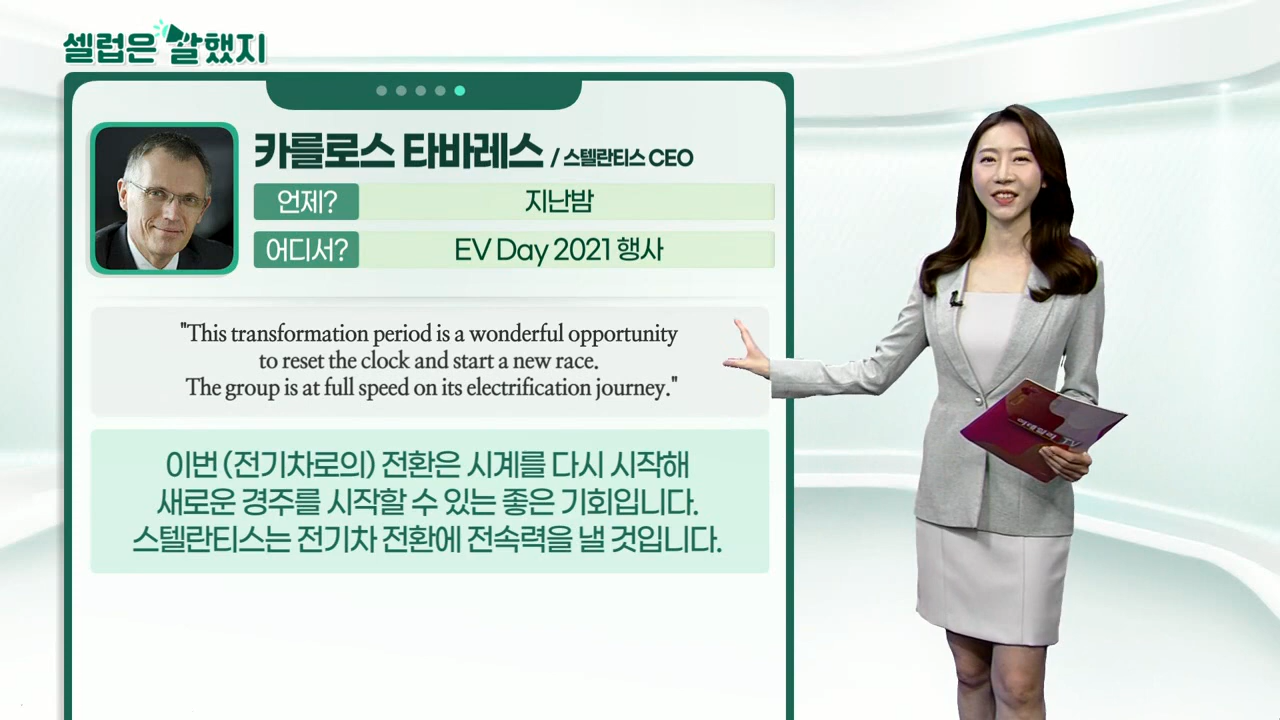 셀럽은 말했지
카를로스 타바레스 / 스텔란티스 CEO
언제? 지난밤
어디서? EV Day 2021 행사
"This transformation period is a wonderful opportunity
to reset the clock and start a new race.
The group is at full speed on its electrification journey."
이번 (전기차로의) 전환은 시계를 다시 시작해
새로운 경주를 시작할 수 있는 좋은 기회입니다.
스텔란티스는 전기차 전환에 전속력을 낼 것입니다.
이데일리 TV